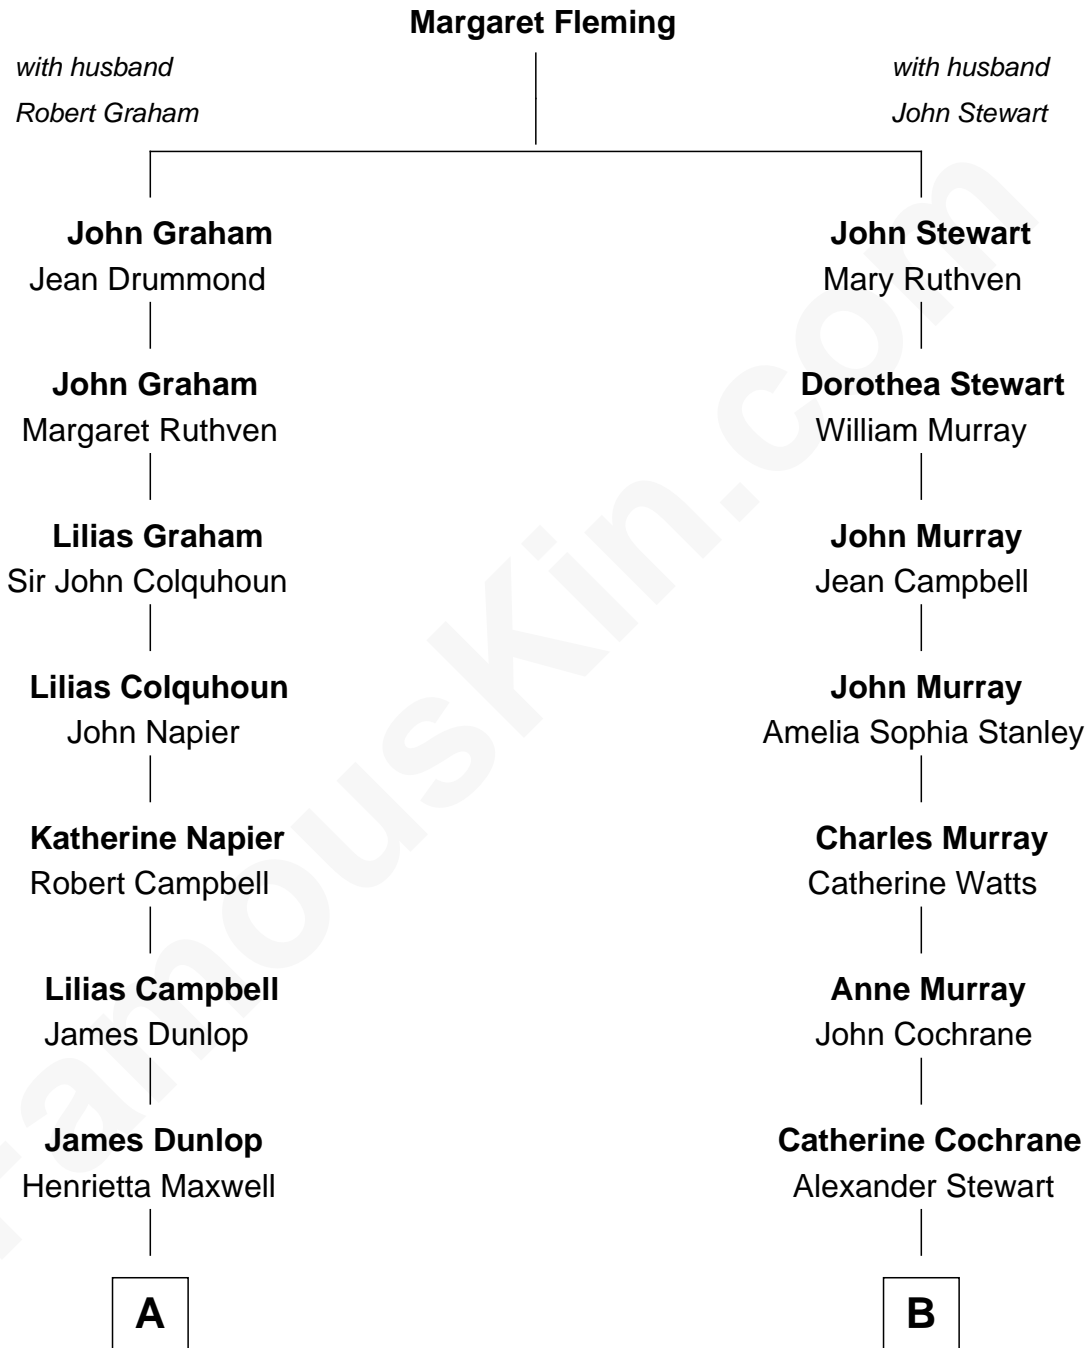 Margaret Fleming
with husband
Robert Graham
with husband
John Stewart
John Graham
Jean Drummond
John Stewart
Mary Ruthven
John Graham
Margaret Ruthven
Dorothea Stewart
William Murray
Lilias Graham
Sir John Colquhoun
John Murray
Jean Campbell
Lilias Colquhoun
John Napier
John Murray
Amelia Sophia Stanley
Katherine Napier
Robert Campbell
Charles Murray
Catherine Watts
Lilias Campbell
James Dunlop
Anne Murray
John Cochrane
James Dunlop
Henrietta Maxwell
Catherine Cochrane
Alexander Stewart
A
B
FamousKin.com